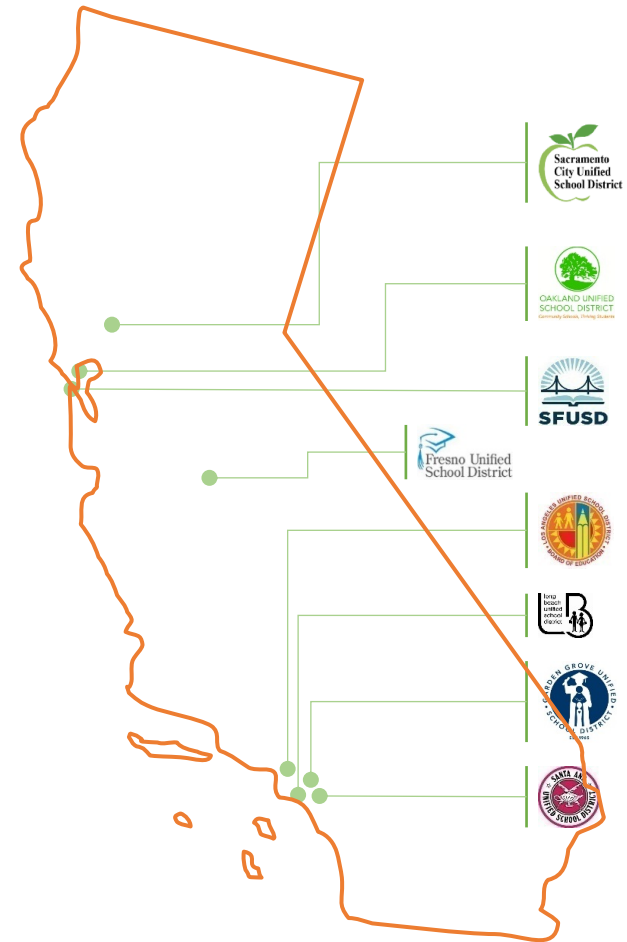 Sacramento
City Unified
School District
OAKLAND UNIFIED
SCHOOL DISTRICT
Community Schools, Thriving Students
SFUSD
Fresno Unified
School District
LOS ANGELES UNIFIED SCHOOL DISTRICT
BOARD OF EDUCATION
long
beach
unified
school
district
GARDEN GROVE UNIFIED
SCHOOL DISTRICT
SANTA ANA
UNIFIED SCHOOL DISTRICT